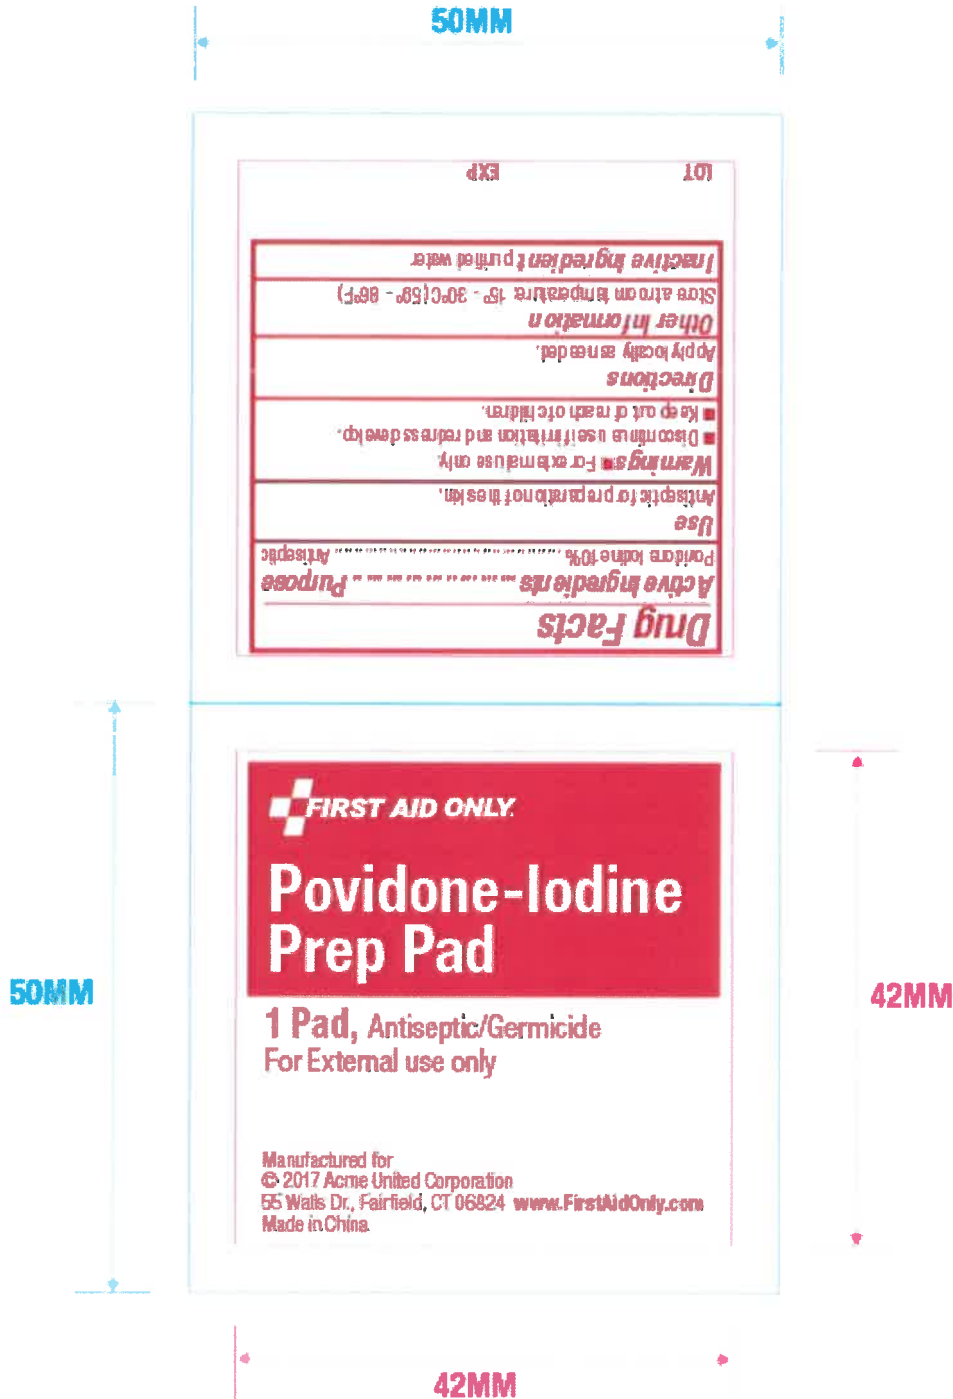 50MM
Drug Facts
Active Ingredients Purpose
Povidone Iodine 10% Antiseptic
Use
Antiseptic for preparation of the skin.
Warnings ■ For external use only.
■ Discontinue use if irritation and redness develop.
■ Keep out of reach of children.
Directions
Apply locally as needed.
Other Information
Store at room temperature: 15º - 30ºC (59º - 86ºF)
Inactive Ingredient purified water
LOT EXP
FIRST AID ONLY.
Povidone-Iodine
Prep Pad
50MM
42MM
1 Pad, Antiseptic/Germicide
For External use only
Manufactured for
© 2017 Acme United Corporation
55 Walls Dr., Fairfield, CT 06824 www.FirstAidOnly.com
Made in China
42MM